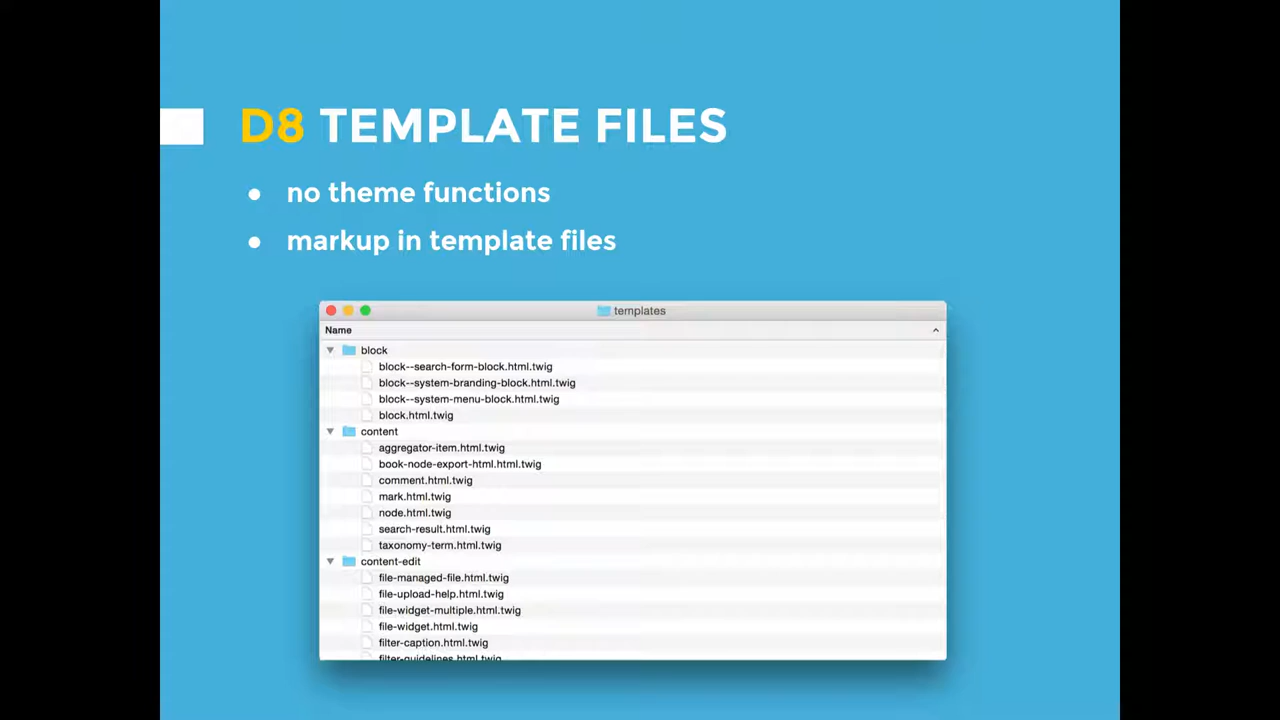 D8 TEMPLATE FILES
● no theme functions
● markup in template files
templates
Name
block
block--search-form-block.html.twig
block--system-branding-block.html.twig
block--system-menu-block.html.twig
block.html.twig
content
aggregator-item.html.twig
book-node-export-html.html.twig
comment.html.twig
mark.html.twig
node.html.twig
search-result.html.twig
taxonomy-term.html.twig
content-edit
file-managed-file.html.twig
file-upload-help.html.twig
file-widget-multiple.html.twig
file-widget.html.twig
filter-caption.html.twig
filter-guidelines.html.twig